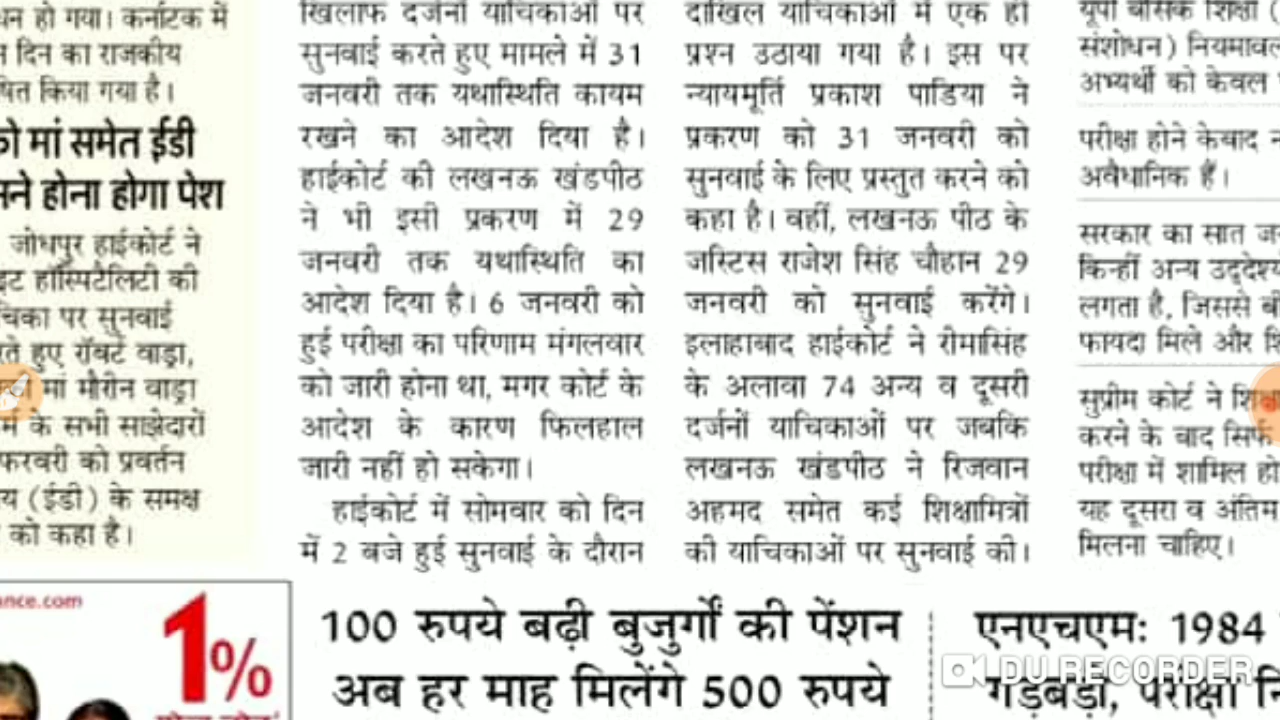 धन हो गया। कर्नाटक में
दिन का राजकीय
किया गया है।
को मां समेत ईडी
होना होगा पेश
जोधपुर हाईकोर्ट ने
हॉस्पिटैलिटी की
पर सुनवाई
हुए रॉबर्ट वाड्रा,
मां मौरीन वाड्रा
के सभी साझेदारों
फरवरी को प्रवर्तन
(ईडी) के समक्ष
को कहा है।
खिलाफ दर्जनों याचिकाओं पर
सुनवाई करते हुए मामले में 31
जनवरी तक यथास्थिति कायम
रखने का आदेश दिया है।
हाईकोर्ट की लखनऊ खंडपीठ
ने भी इसी प्रकरण में 29
जनवरी तक यथास्थिति का
आदेश दिया है। 6 जनवरी को
हुई परीक्षा का परिणाम मंगलवार
को जारी होना था, मगर कोर्ट के
आदेश के कारण फिलहाल
जारी नहीं हो सकेगा।
हाईकोर्ट में सोमवार को दिन
में 2 बजे हुई सुनवाई के दौरान
दाखिल याचिकाओं में एक ही
प्रश्न उठाया गया है। इस पर
न्यायमूर्ति प्रकाश पाडिया ने
प्रकरण को 31 जनवरी को
सुनवाई के लिए प्रस्तुत करने को
कहा है। वहीं, लखनऊ पीठ के
जस्टिस राजेश सिंह चौहान 29
जनवरी को सुनवाई करेंगे।
इलाहाबाद हाईकोर्ट ने रीमासिंह
के अलावा 74 अन्य व दूसरी
दर्जनों याचिकाओं पर जबकि
लखनऊ खंडपीठ ने रिजवान
अहमद समेत कई शिक्षामित्रों
की याचिकाओं पर सुनवाई की।
यूपी बेसिक शिक्षा (
संशोधन) नियमावल
अभ्यर्थी को केवल
परीक्षा होने केबाद
अवैधानिक हैं।
सरकार का सात
किन्हीं अन्य उद्देश्य
लगता है, जिससे
फायदा मिले और
सुप्रीम कोर्ट ने
करने के बाद सिर्फ
परीक्षा में शामिल हो
यह दूसरा व अंतिम
मिलना चाहिए।
nce.com
1%
100 रुपये बढ़ी बुजुर्गों की पेंशन
अब हर माह मिलेंगे 500 रुपये
एनएचएम: 1984
गड़बड़ी, परीक्षा
DU RECORDER